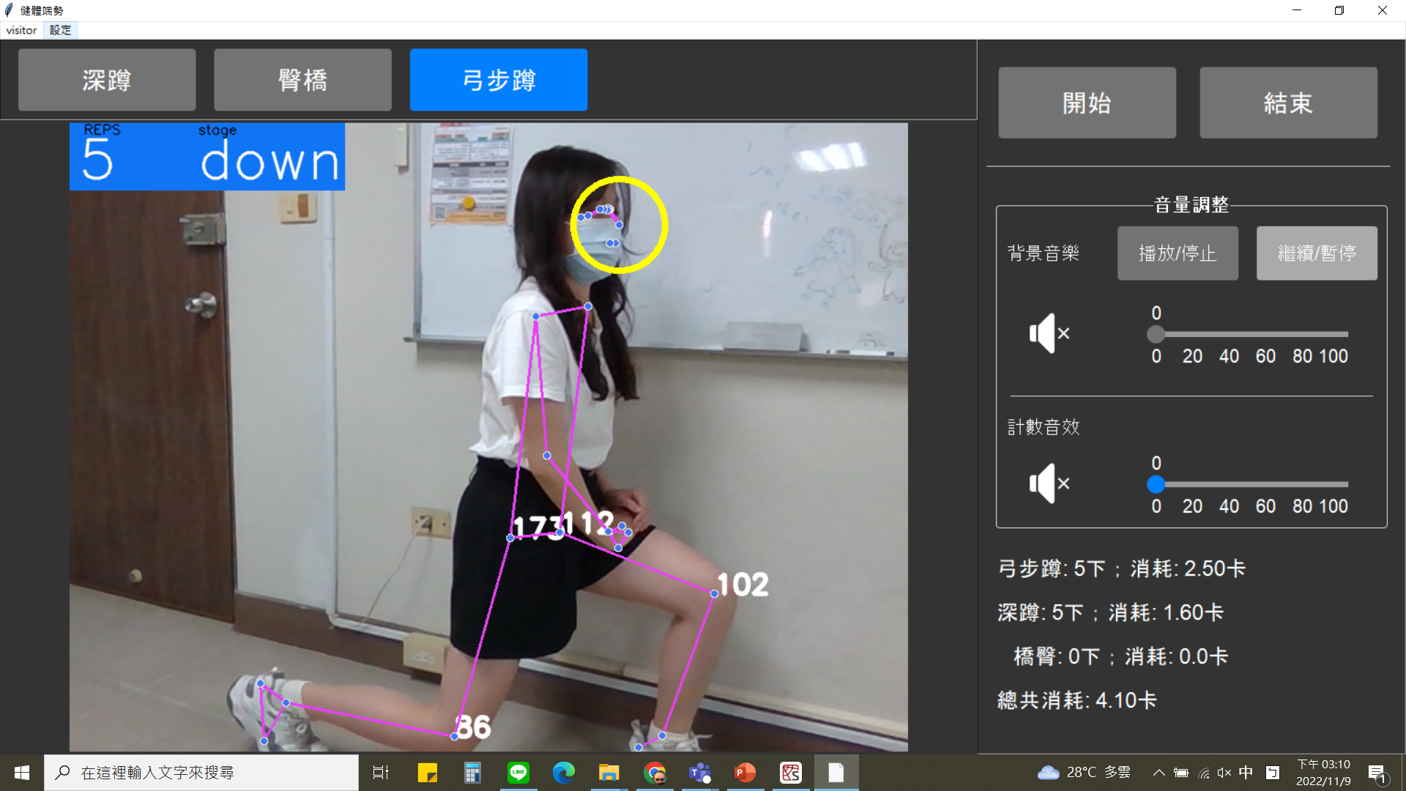 健體端勢
visitor 設定
深蹲 臀橋 弓步蹲
開始 結束
REPS stage
5 down
音量調整
背景音樂 播放/停止 繼續/暫停
0
0 20 40 60 80 100
計數音效
0
0 20 40 60 80 100
173 112
102
86
弓步蹲: 5下 ; 消耗: 2.50卡
深蹲: 5下 ; 消耗: 1.60卡
橋臀: 0下 ; 消耗: 0.0卡
總共消耗: 4.10卡
在這裡輸入文字來搜尋
LINE
28°C 多雲
中
下午 03:10
2022/11/9
1